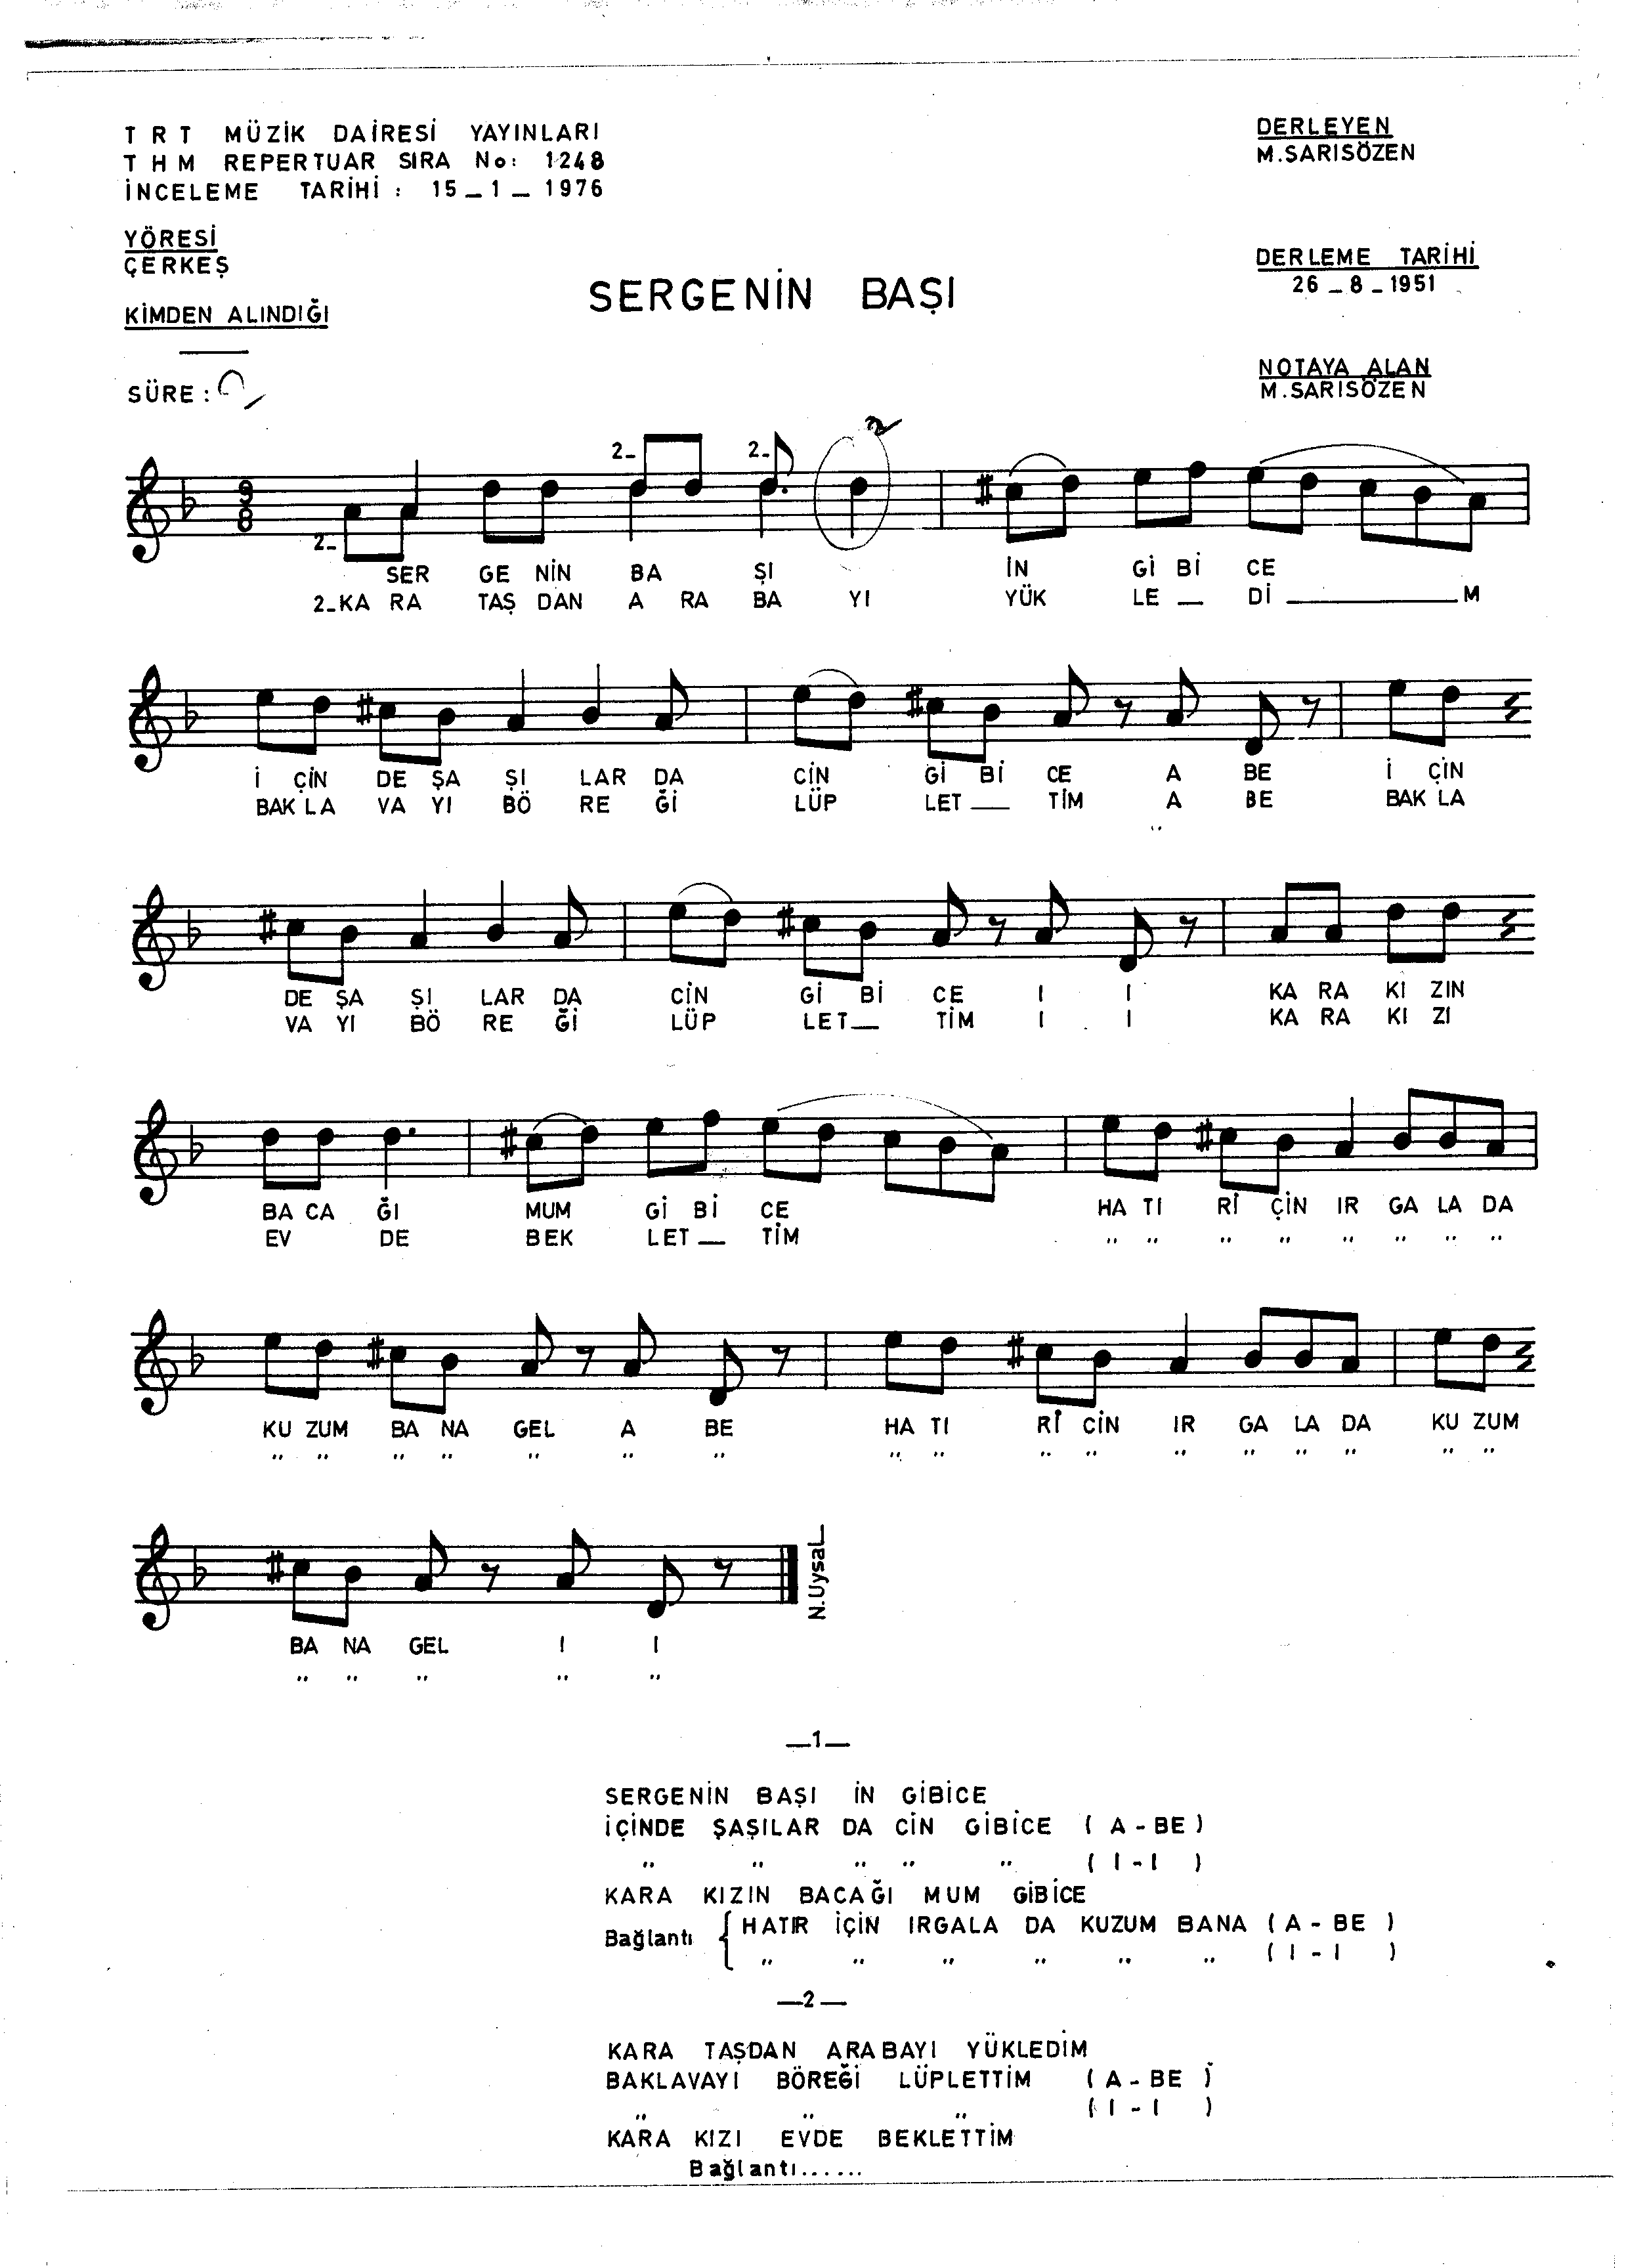 TRT MÜZİK DAİRESİ YAYINLARI
THM REPERTUAR SIRA No: 1248
İNCELEME TARİHİ: 15_1_1976
DERLEYEN
M.SARISÖZEN
YÖRESİ
ÇERKEŞ
DERLEME TARİHİ
26_8_1951
SERGENİN BAŞI
KİMDEN ALINDIĞI
NOTAYA ALAN
M.SARISÖZEN
SÜRE:
2_ 2_ 2
9
8
2_
SER GE NİN BA ŞI İN Gİ Bİ CE
2_KA RA TAŞ DAN A RA BA YI YÜK LE _ Dİ _____ M
İ ÇİN DE ŞA ŞI LAR DA CİN Gİ Bİ CE A BE İ ÇİN
BAK LA VA YI BÖ RE Ğİ LÜP LET _ TİM A BE BAK LA
DE ŞA ŞI LAR DA CİN Gİ Bİ CE I I KA RA KI ZIN
VA YI BÖ RE Ğİ LÜP LET _ TİM I I KA RA KI ZI
BA CA ĞI MUM Gİ Bİ CE HA TI Rİ ÇİN IR GA LA DA
EV DE BEK LET _ TİM " " " " " " " "
KU ZUM BA NA GEL A BE HA TI Rİ CİN IR GA LA DA KU ZUM
" " " " " " " " " " " " " " " " "
BA NA GEL I I
" " " " "
N.Uysal
_1_
SERGENİN BAŞI İN GİBİCE
İÇİNDE ŞAŞILAR DA CİN GİBİCE ( A - BE )
" " " " " ( I - I )
KARA KIZIN BACAĞI MUM GİBİCE
Bağlantı { HATIR İÇİN IRGALA DA KUZUM BANA ( A - BE )
" " " " " " ( I - I )
_2_
KARA TAŞDAN ARABAYI YÜKLEDİM
BAKLAVAYI BÖREĞİ LÜPLETTİM ( A - BE )
" " " ( I - I )
KARA KIZI EVDE BEKLETTİM
Bağlantı......